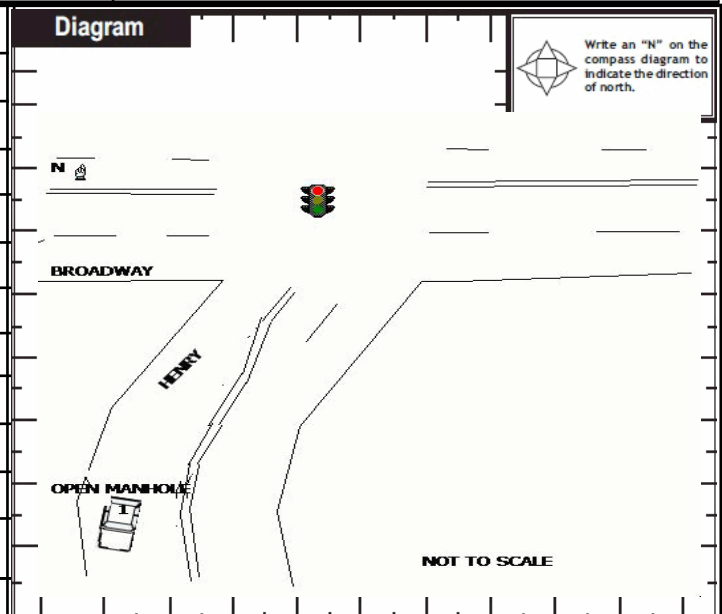 Diagram
Write an “N” on the
compass diagram to
indicate the direction
of north.
N
BROADWAY
HENRY
OPEN MANHOLE
1
NOT TO SCALE